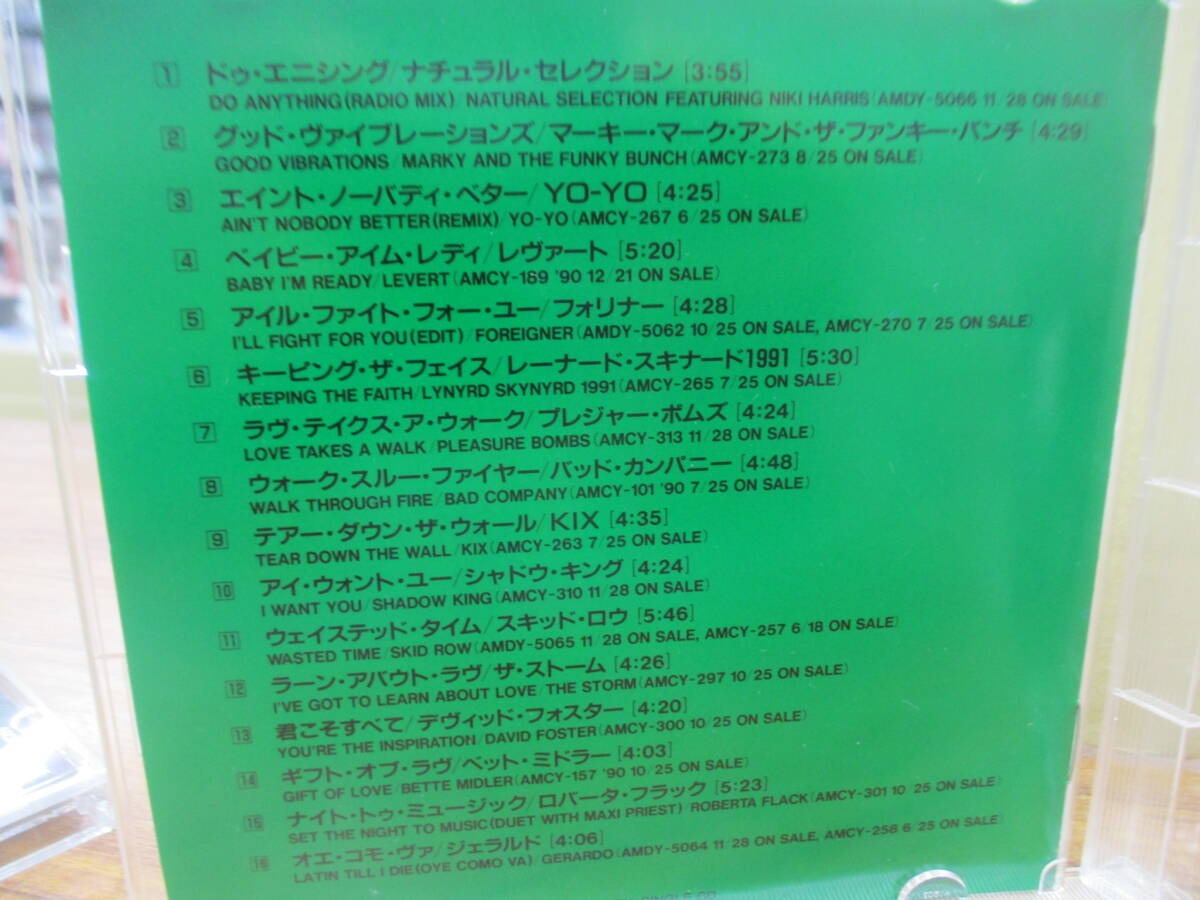 1 ドゥ・エニシング/ナチュラル・セレクション [3:55]
DO ANYTHING(RADIO MIX)/NATURAL SELECTION FEATURING NIKI HARRIS(AMDY-5066 11/28 ON SALE)
2 グッド・ヴァイブレーションズ/マーキー・マーク・アンド・ザ・ファンキー・バンチ [4:29]
GOOD VIBRATIONS/MARKY AND THE FUNKY BUNCH(AMCY-273 8/25 ON SALE)
3 エイント・ノーバディ・ベター/YO-YO [4:25]
AIN'T NOBODY BETTER(REMIX)/YO-YO(AMCY-267 6/25 ON SALE)
4 ベイビー・アイム・レディ/レヴァート [5:20]
BABY I'M READY/LEVERT(AMCY-189 '90 12/21 ON SALE)
5 アイル・ファイト・フォー・ユー/フォリナー [4:28]
I'LL FIGHT FOR YOU(EDIT)/FOREIGNER(AMDY-5062 10/25 ON SALE, AMCY-270 7/25 ON SALE)
6 キーピング・ザ・フェイス/レーナード・スキナード1991 [5:30]
KEEPING THE FAITH/LYNYRD SKYNYRD 1991(AMCY-265 7/25 ON SALE)
7 ラヴ・テイクス・ア・ウォーク/プレジャー・ボムズ [4:24]
LOVE TAKES A WALK/PLEASURE BOMBS(AMCY-313 11/28 ON SALE)
8 ウォーク・スルー・ファイヤー/バッド・カンパニー [4:48]
WALK THROUGH FIRE/BAD COMPANY(AMCY-101 '90 7/25 ON SALE)
9 テアー・ダウン・ザ・ウォール/KIX [4:35]
TEAR DOWN THE WALL/KIX(AMCY-263 7/25 ON SALE)
10 アイ・ウォント・ユー/シャドウ・キング [4:24]
I WANT YOU/SHADOW KING(AMCY-310 11/28 ON SALE)
11 ウェイステッド・タイム/スキッド・ロウ [5:46]
WASTED TIME/SKID ROW(AMDY-5065 11/28 ON SALE, AMCY-257 6/18 ON SALE)
12 ラーン・アバウト・ラヴ/ザ・ストーム [4:26]
I'VE GOT TO LEARN ABOUT LOVE/THE STORM(AMCY-297 10/25 ON SALE)
13 君こそすべて/デヴィッド・フォスター [4:20]
YOU'RE THE INSPIRATION/DAVID FOSTER(AMCY-300 10/25 ON SALE)
14 ギフト・オブ・ラヴ/ベット・ミドラー [4:03]
GIFT OF LOVE/BETTE MIDLER(AMCY-157 '90 10/25 ON SALE)
15 ナイト・トゥ・ミュージック/ロバータ・フラック [5:23]
SET THE NIGHT TO MUSIC(DUET WITH MAXI PRIEST)/ROBERTA FLACK(AMCY-301 10/25 ON SALE)
16 オエ・コモ・ヴァ/ジェラルド [4:06]
LATIN TILL I DIE(OYE COMO VA)/GERARDO(AMDY-5064 11/28 ON SALE, AMCY-258 6/25 ON SALE)